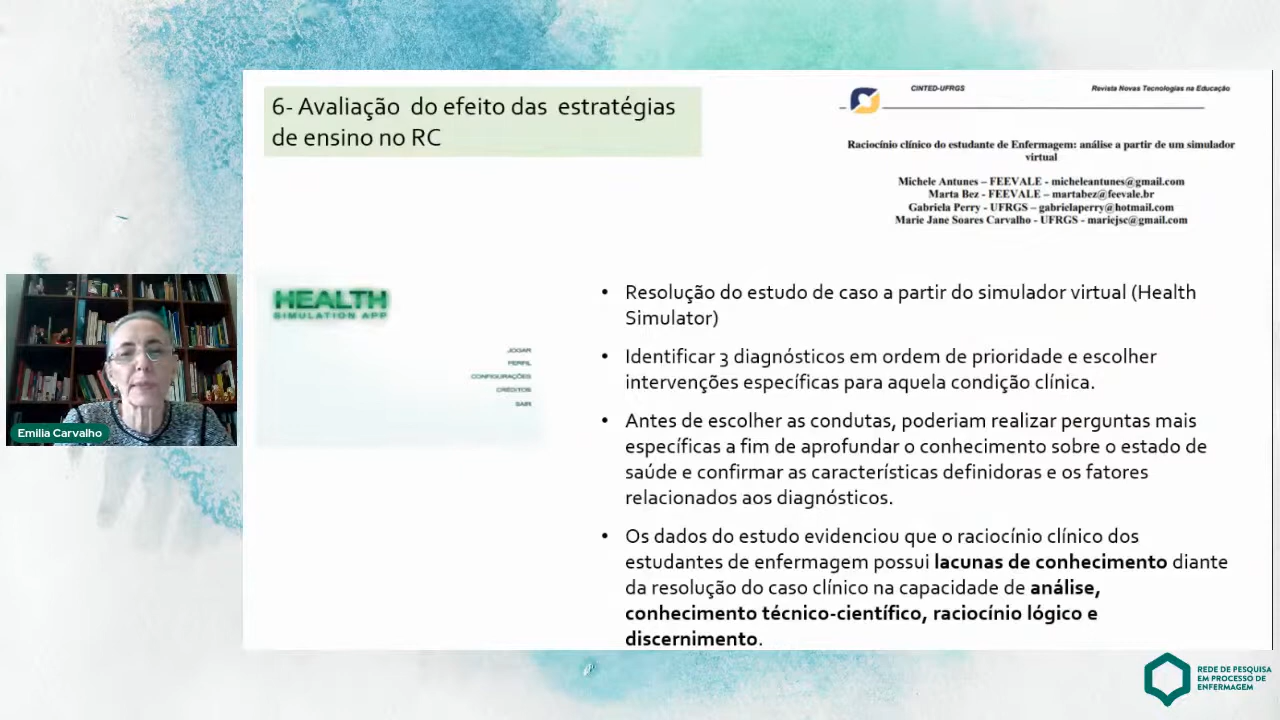 6- Avaliação do efeito das estratégias
de ensino no RC
CINTED-UFRGS
Revista Novas Tecnologias na Educação
Raciocínio clínico do estudante de Enfermagem: análise a partir de um simulador
virtual
Michele Antunes – FEEVALE - micheleantunes@gmail.com
Marta Bez - FEEVALE – martabez@feevale.br
Gabriela Perry - UFRGS – gabrielaperry@hotmail.com
Marie Jane Soares Carvalho - UFRGS - mariejsc@gmail.com
HEALTH
SIMULATION APP
JOGAR
PERFIL
CONFIGURAÇÕES
CRÉDITOS
SAIR
• Resolução do estudo de caso a partir do simulador virtual (Health
Simulator)
• Identificar 3 diagnósticos em ordem de prioridade e escolher
intervenções específicas para aquela condição clínica.
• Antes de escolher as condutas, poderiam realizar perguntas mais
específicas a fim de aprofundar o conhecimento sobre o estado de
saúde e confirmar as características definidoras e os fatores
relacionados aos diagnósticos.
• Os dados do estudo evidenciou que o raciocínio clínico dos
estudantes de enfermagem possui lacunas de conhecimento diante
da resolução do caso clínico na capacidade de análise,
conhecimento técnico-científico, raciocínio lógico e
discernimento.
Emilia Carvalho
REDE DE PESQUISA
EM PROCESSO DE
ENFERMAGEM